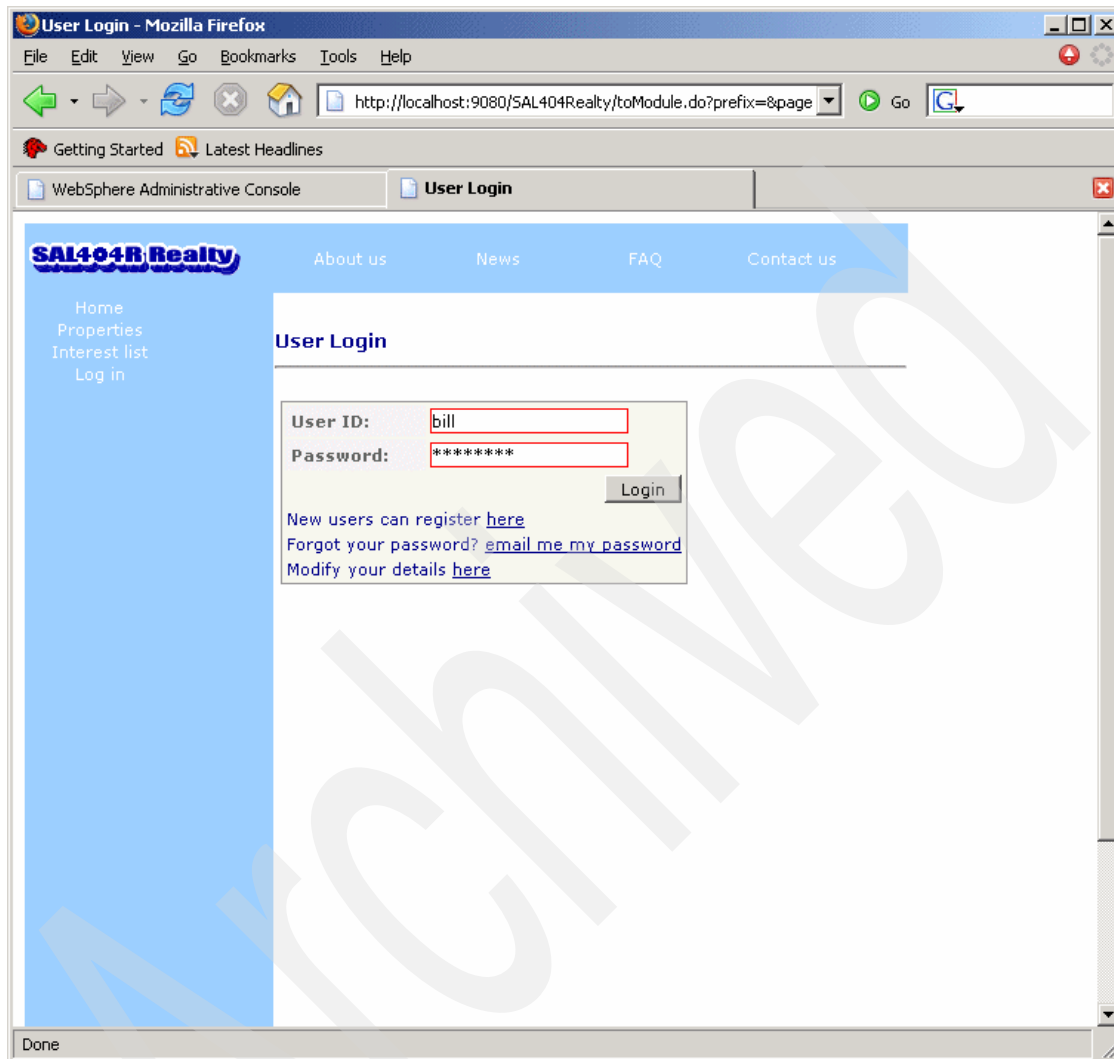 User Login - Mozilla Firefox
File Edit View Go Bookmarks Tools Help
http://localhost:9080/SAL404Realty/toModule.do?prefix=&page Go G
Getting Started Latest Headlines
WebSphere Administrative Console User Login
SAL404R Realty About us News FAQ Contact us
Home
Properties
Interest list
Log in
User Login
User ID: bill
Password: ********
Login
New users can register here
Forgot your password? email me my password
Modify your details here
Done
Archived